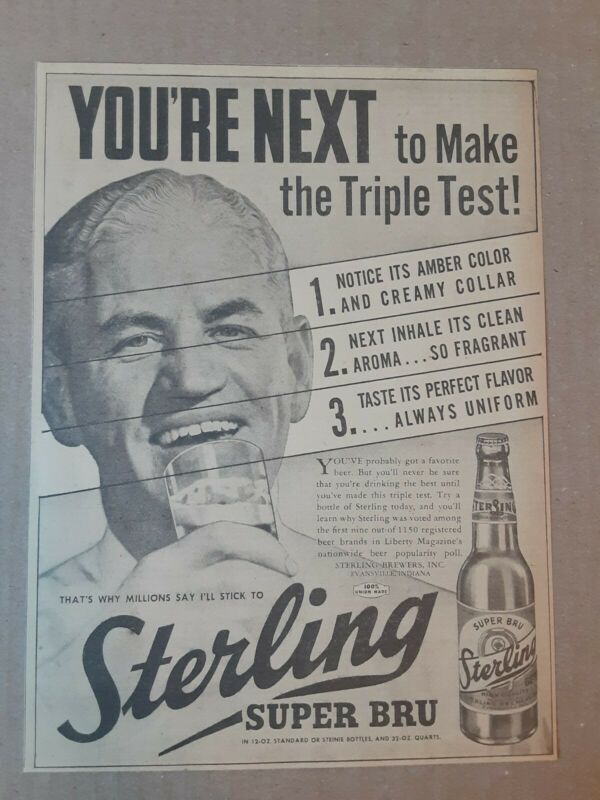 YOU'RE NEXT to Make
the Triple Test!
1. NOTICE ITS AMBER COLOR
AND CREAMY COLLAR
2. NEXT INHALE ITS CLEAN
AROMA...SO FRAGRANT
3. TASTE ITS PERFECT FLAVOR
....ALWAYS UNIFORM
YOU'VE probably got a favorite
beer. But you'll never be sure
that you're drinking the best until
you've made this triple test. Try a
bottle of Sterling today, and you'll
learn why Sterling was voted among
the first nine out of 1150 registered
beer brands in Liberty Magazine's
nationwide beer popularity poll.
STERLING BREWERS, INC.
EVANSVILLE, INDIANA
100%
UNION MADE
THAT'S WHY MILLIONS SAY I'LL STICK TO
Sterling
SUPER BRU
IN 12-OZ. STANDARD OR STEINIE BOTTLES, AND 32-OZ. QUARTS.
STERLING
SUPER BRU
Sterling